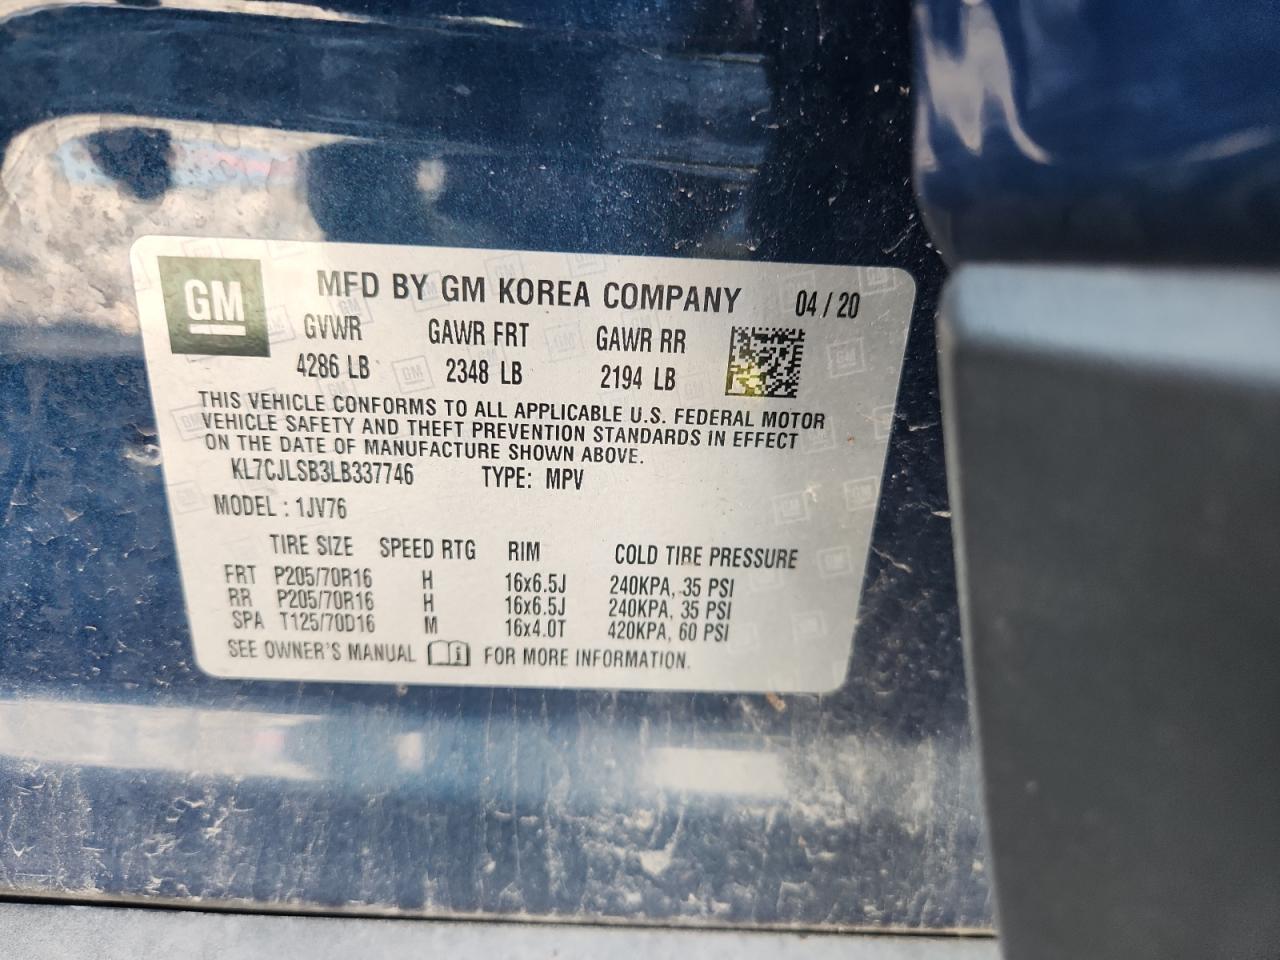 GM
MFD BY GM KOREA COMPANY 04 / 20
GVWR GAWR FRT GAWR RR
4286 LB 2348 LB 2194 LB
THIS VEHICLE CONFORMS TO ALL APPLICABLE U.S. FEDERAL MOTOR
VEHICLE SAFETY AND THEFT PREVENTION STANDARDS IN EFFECT
ON THE DATE OF MANUFACTURE SHOWN ABOVE.
KL7CJLSB3LB337746 TYPE: MPV
MODEL : 1JV76
TIRE SIZE SPEED RTG RIM COLD TIRE PRESSURE
FRT P205/70R16 H 16x6.5J 240KPA, 35 PSI
RR P205/70R16 H 16x6.5J 240KPA, 35 PSI
SPA T125/70D16 M 16x4.0T 420KPA, 60 PSI
SEE OWNER'S MANUAL i FOR MORE INFORMATION.